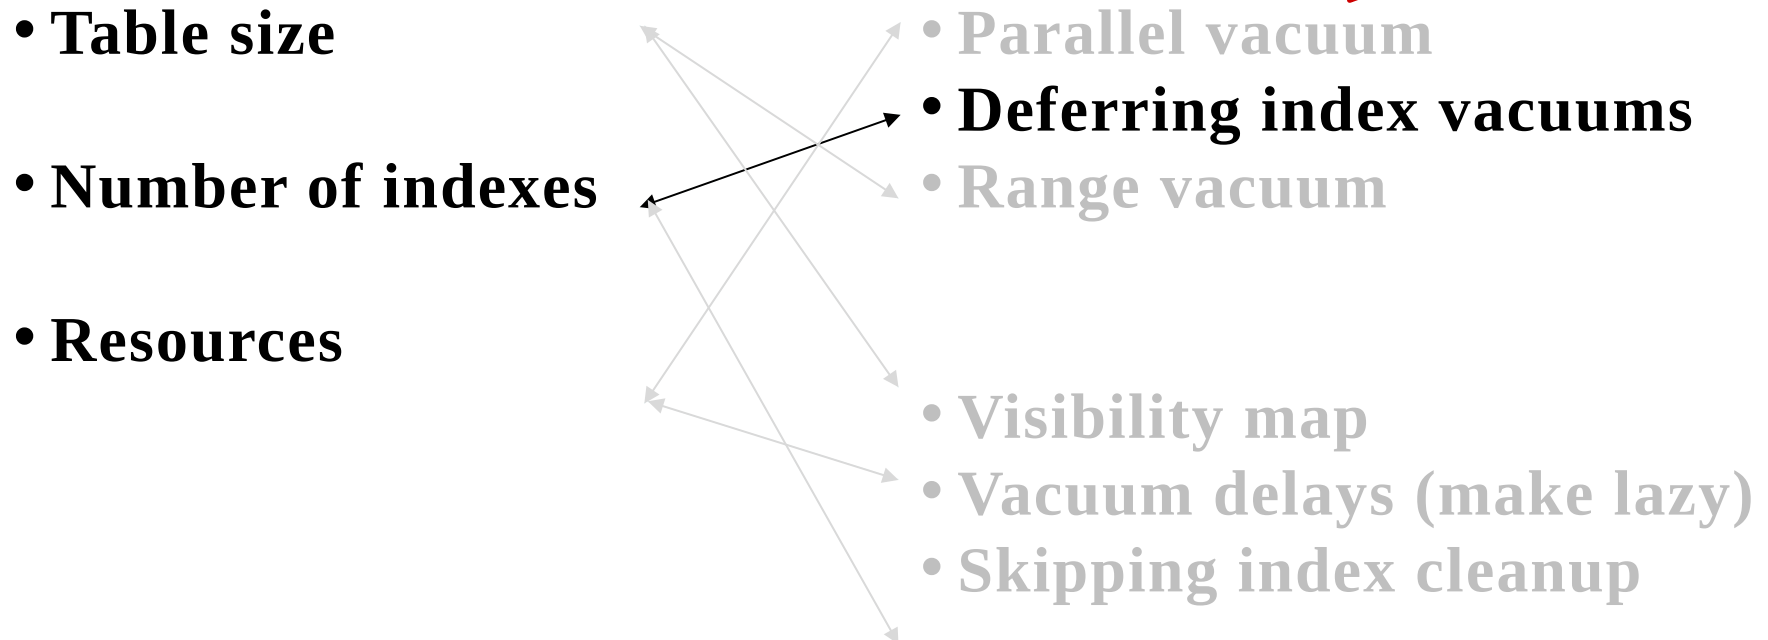 • Table size
• Number of indexes
• Resources
• Parallel vacuum
• Deferring index vacuums
• Range vacuum
• Visibility map
• Vacuum delays (make lazy)
• Skipping index cleanup